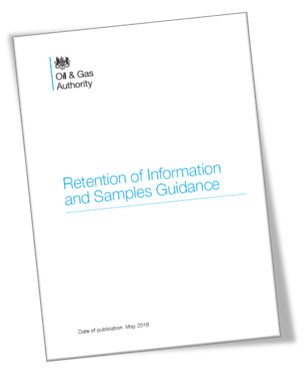 Oil & Gas
Authority
Retention of Information
and Samples Guidance
Date of publication: May 2018